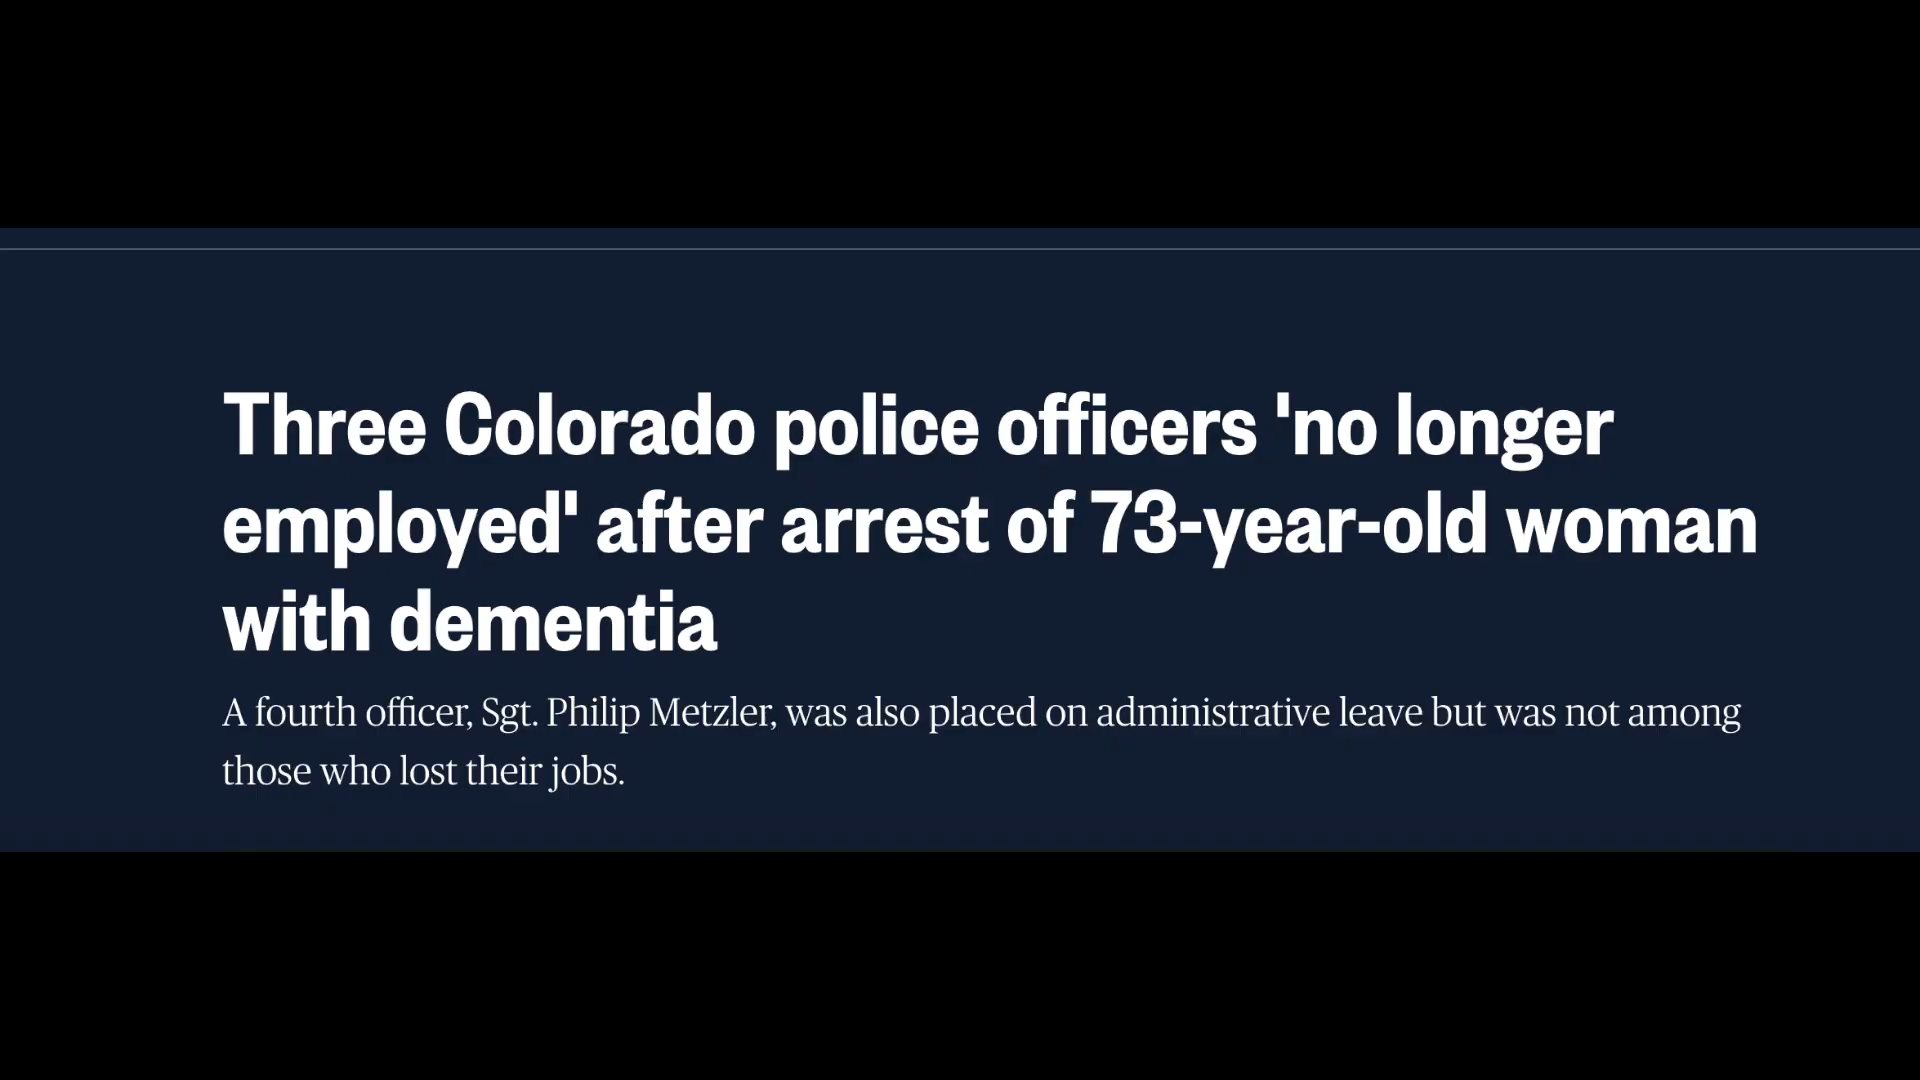 Three Colorado police officers 'no longer
employed' after arrest of 73-year-old woman
with dementia
A fourth officer, Sgt. Philip Metzler, was also placed on administrative leave but was not among
those who lost their jobs.